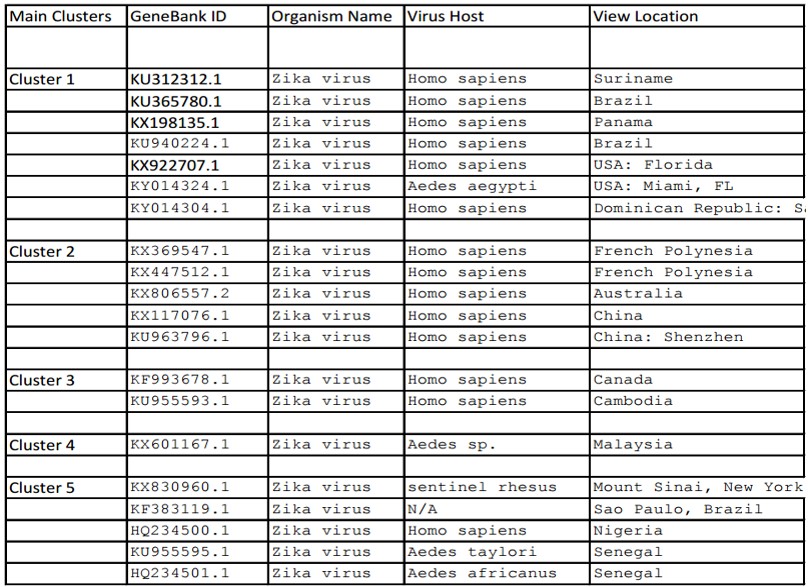 Main Clusters GeneBank ID Organism Name Virus Host View Location
Cluster 1 KU312312.1 Zika virus Homo sapiens Suriname
KU365780.1 Zika virus Homo sapiens Brazil
KX198135.1 Zika virus Homo sapiens Panama
KU940224.1 Zika virus Homo sapiens Brazil
KX922707.1 Zika virus Homo sapiens USA: Florida
KY014324.1 Zika virus Aedes aegypti USA: Miami, FL
KY014304.1 Zika virus Homo sapiens Dominican Republic: Sa
Cluster 2 KX369547.1 Zika virus Homo sapiens French Polynesia
KX447512.1 Zika virus Homo sapiens French Polynesia
KX806557.2 Zika virus Homo sapiens Australia
KX117076.1 Zika virus Homo sapiens China
KU963796.1 Zika virus Homo sapiens China: Shenzhen
Cluster 3 KF993678.1 Zika virus Homo sapiens Canada
KU955593.1 Zika virus Homo sapiens Cambodia
Cluster 4 KX601167.1 Zika virus Aedes sp. Malaysia
Cluster 5 KX830960.1 Zika virus sentinel rhesus Mount Sinai, New York
KF383119.1 Zika virus N/A Sao Paulo, Brazil
HQ234500.1 Zika virus Homo sapiens Nigeria
KU955595.1 Zika virus Aedes taylori Senegal
HQ234501.1 Zika virus Aedes africanus Senegal